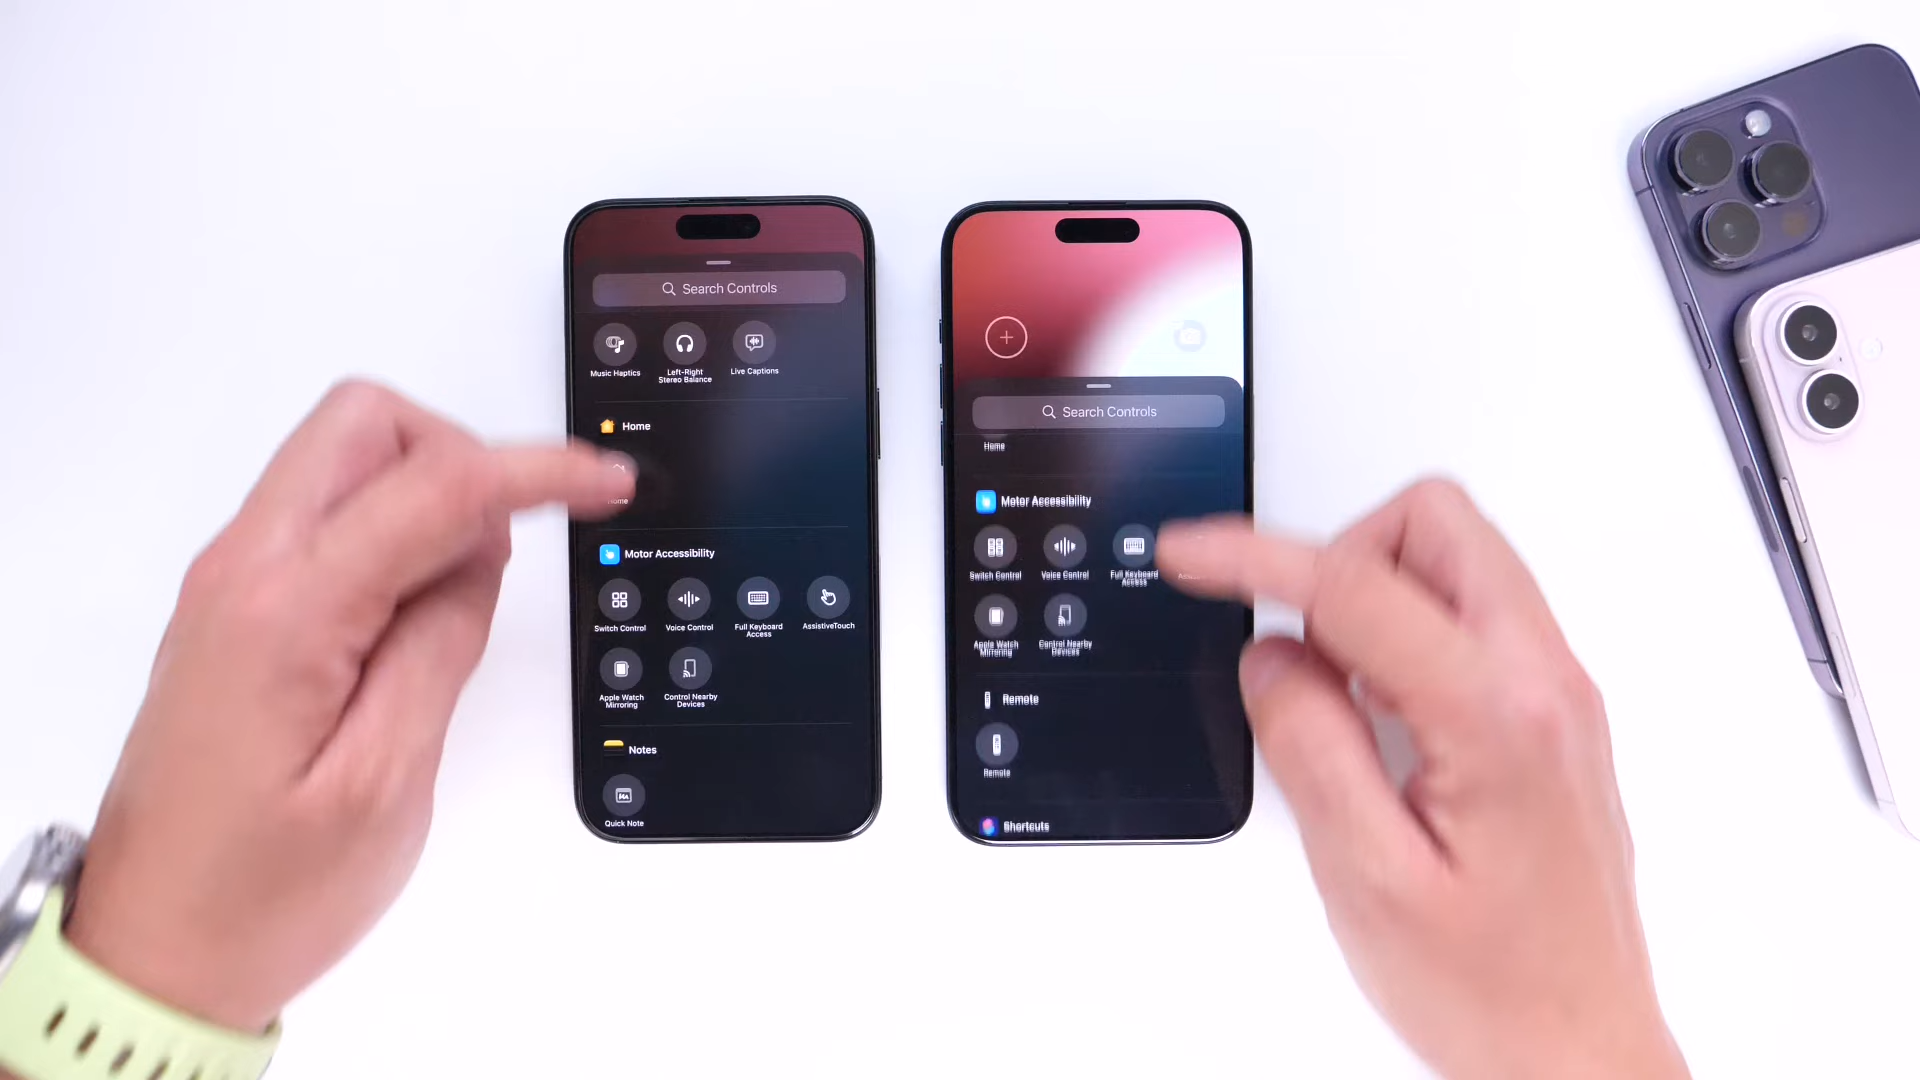 Search Controls
Music Haptics
Left-Right
Stereo Balance
Live Captions
Home
Home
Motor Accessibility
Switch Control
Voice Control
Full Keyboard
Access
AssistiveTouch
Apple Watch
Mirroring
Control Nearby
Devices
Notes
Quick Note
Search Controls
Home
Motor Accessibility
Switch Control
Voice Control
Full Keyboard
Access
Apple Watch
Mirroring
Control Nearby
Devices
Remote
Remote
Shortcuts